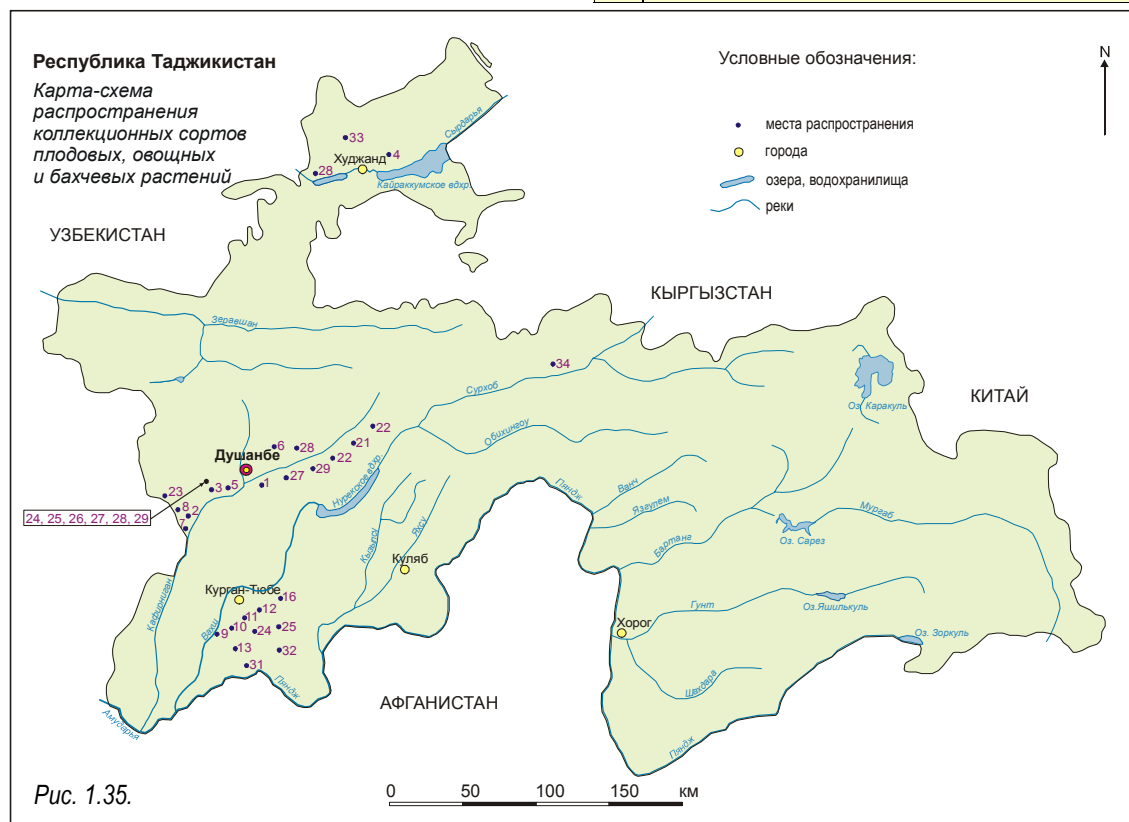 Республика Таджикистан
Карта-схема
распространения
коллекционных сортов
плодовых, овощных
и бахчевых растений
Условные обозначения:
места распространения
города
озера, водохранилища
реки
N
33
4
Худжанд
28
Сырдарья
Кайраккумское вдхр.
УЗБЕКИСТАН
КЫРГЫЗСТАН
КИТАЙ
АФГАНИСТАН
Зеравшан
34
Сурхоб
Обихингоу
Оз. Каракуль
22
21
22
6
28
29
27
Душанбе
1
5
3
23
8
2
7
24, 25, 26, 27, 28, 29
Нурекское вдхр.
Пяндж
Ванч
Язгулем
Бартанг
Мургаб
Оз. Сарез
Кызылсу
Яксу
Куляб
Кафирниган
Вахш
Курган-Тюбе
16
12
11
10
9
24
25
13
32
31
Пяндж
Амударья
Хорог
Гунт
Оз.Яшилькуль
Оз. Зоркуль
Шахдара
Пяндж
Рис. 1.35.
0 50 100 150 км